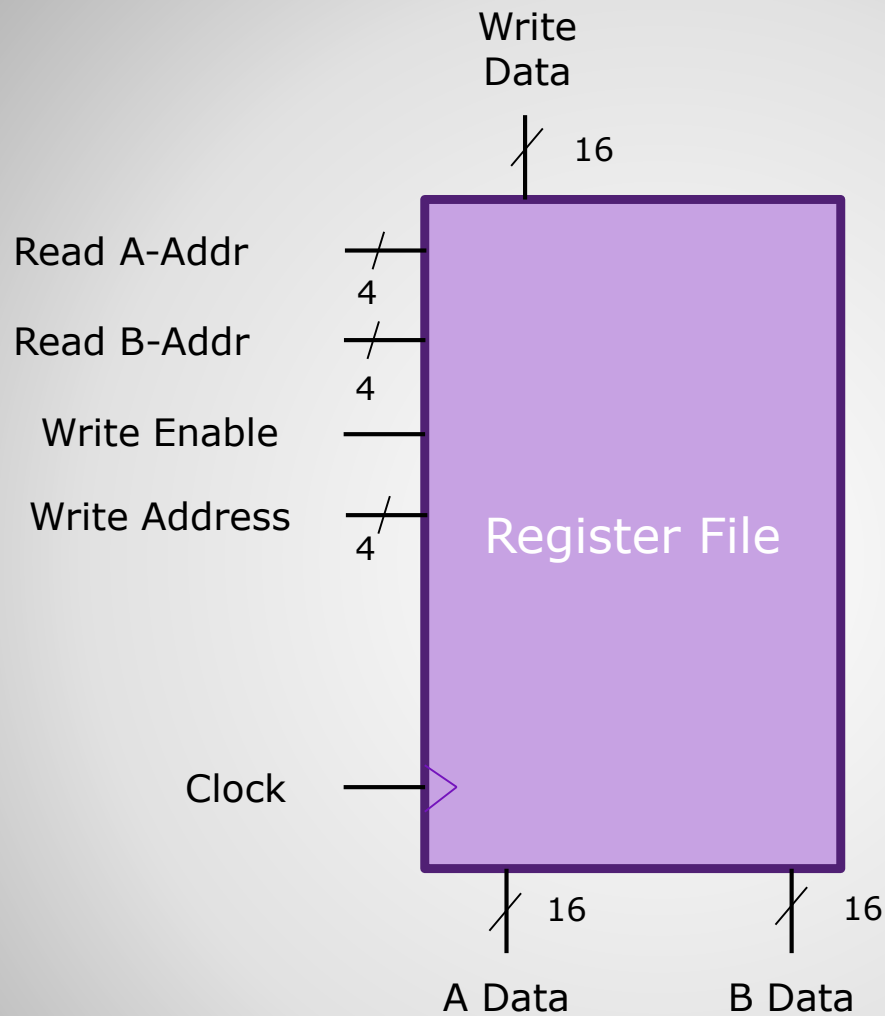 Write
Data
16
Read A-Addr
4
Read B-Addr
4
Write Enable
Write Address
4
Register File
Clock
16
16
A Data
B Data